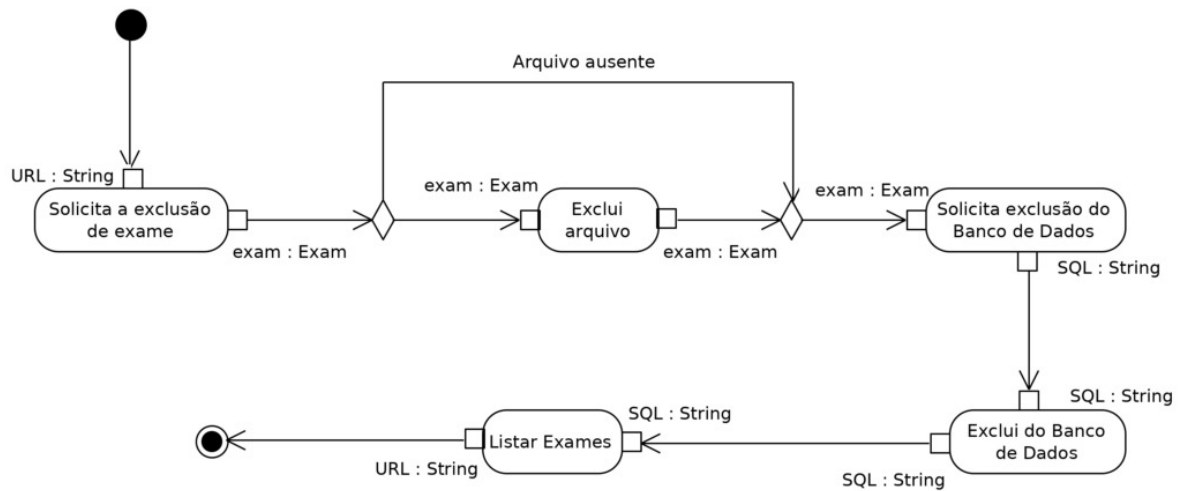 Arquivo ausente
URL : String
Solicita a exclusão
de exame
exam : Exam
exam : Exam
Exclui
arquivo
exam : Exam
exam : Exam
Solicita exclusão do
Banco de Dados
SQL : String
SQL : String
Exclui do Banco
de Dados
SQL : String
SQL : String
Listar Exames
URL : String